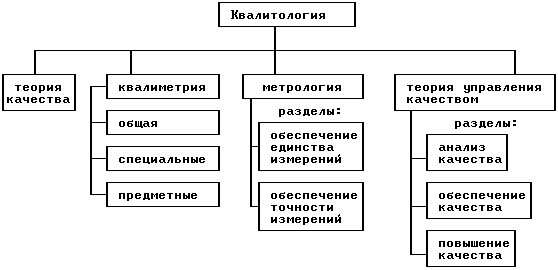 Квалитология
теория
качества
квалиметрия
общая
специальные
предметные
метрология
разделы:
обеспечение
единства
измерений
обеспечение
точности
измерений
теория управления
качеством
разделы:
анализ
качества
обеспечение
качества
повышение
качества